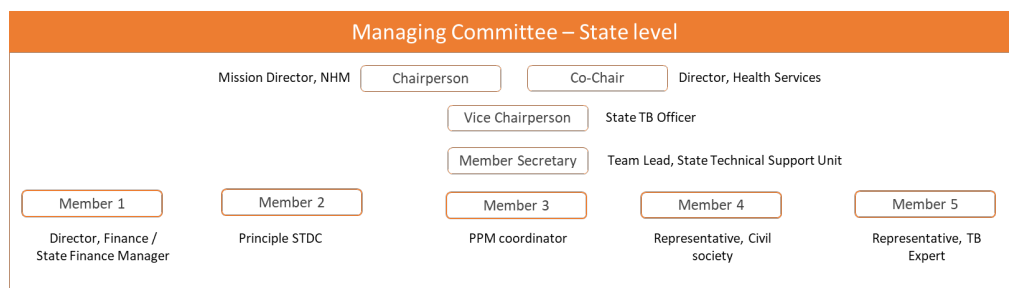 Managing Committee – State level
Mission Director, NHM
Chairperson
Co-Chair
Director, Health Services
Vice Chairperson
State TB Officer
Member Secretary
Team Lead, State Technical Support Unit
Member 1
Member 2
Member 3
Member 4
Member 5
Director, Finance /
State Finance Manager
Principle STDC
PPM coordinator
Representative, Civil
society
Representative, TB
Expert